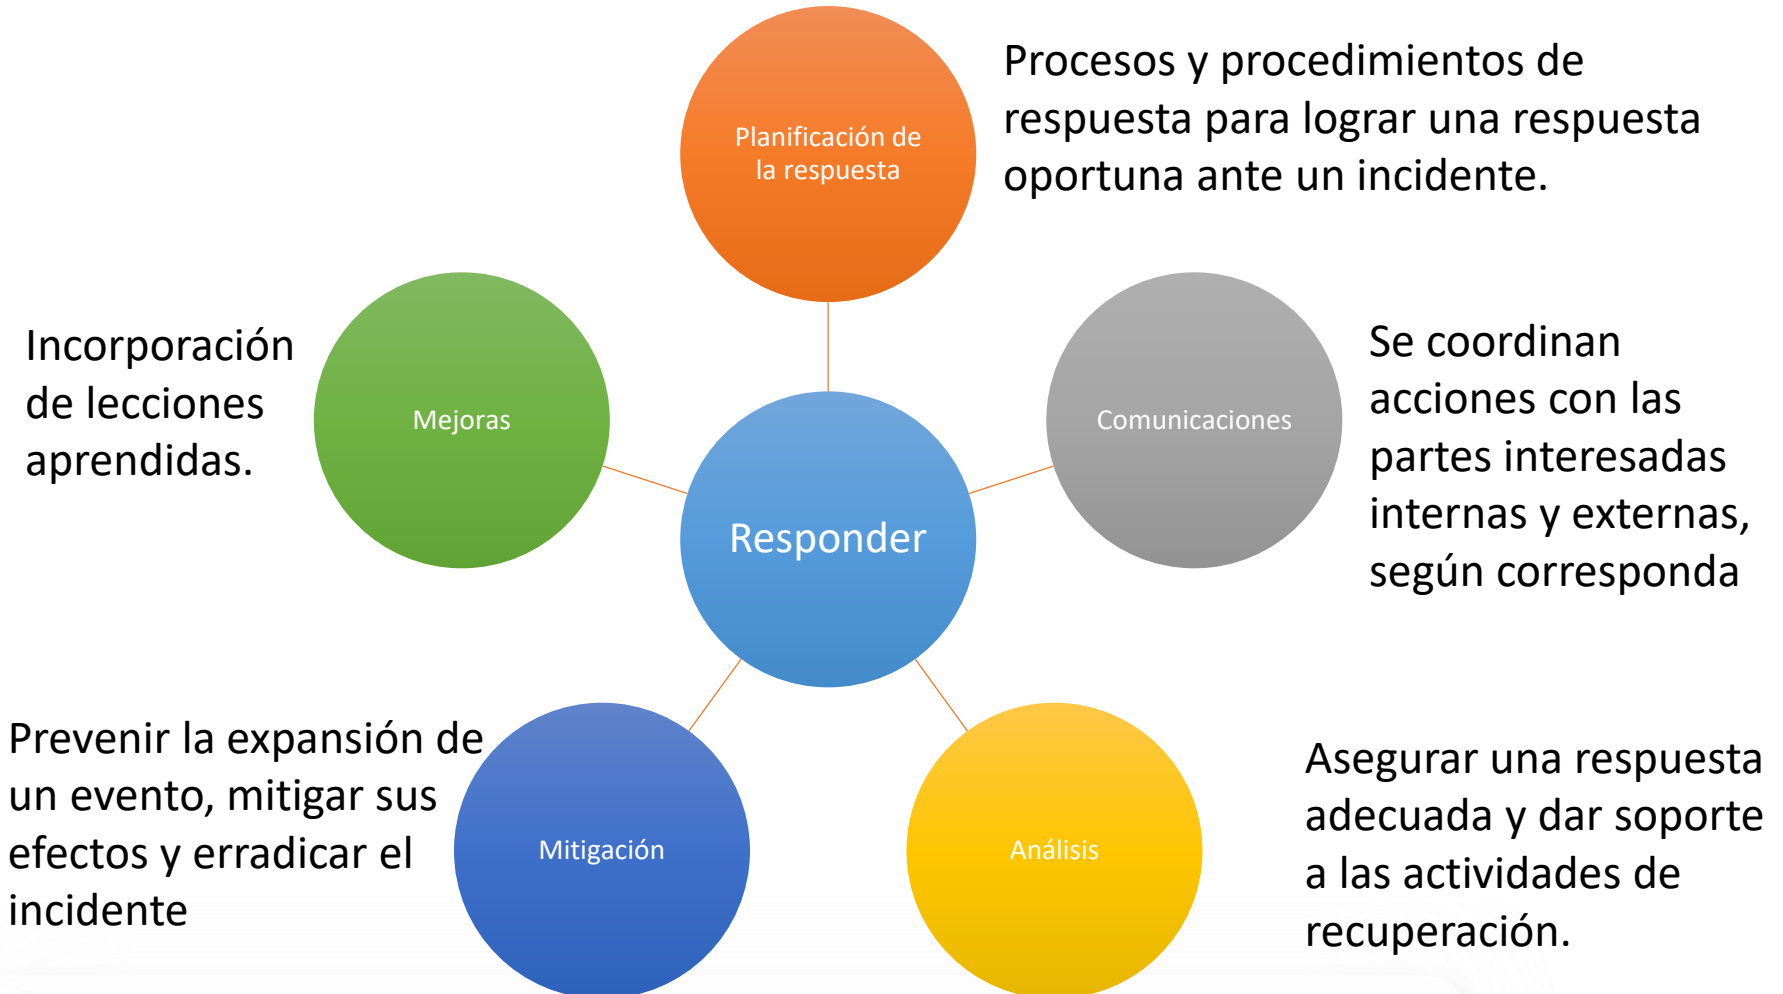 Planificación de
la respuesta
Procesos y procedimientos de
respuesta para lograr una respuesta
oportuna ante un incidente.
Incorporación
de lecciones
aprendidas.
Mejoras
Comunicaciones
Se coordinan
acciones con las
partes interesadas
internas y externas,
según corresponda
Responder
Prevenir la expansión de
un evento, mitigar sus
efectos y erradicar el
incidente
Mitigación
Análisis
Asegurar una respuesta
adecuada y dar soporte
a las actividades de
recuperación.